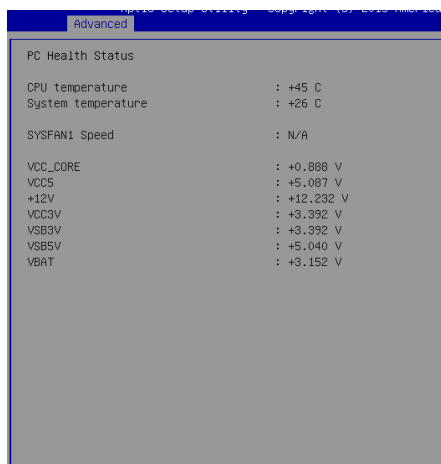 Advanced
PC Health Status
CPU temperature : +45 C
System temperature : +26 C
SYSFAN1 Speed : N/A
VCC_CORE : +0.888 V
VCC5 : +5.087 V
+12V : +12.232 V
VCC3V : +3.392 V
VSB3V : +3.392 V
VSB5V : +5.040 V
VBAT : +3.152 V